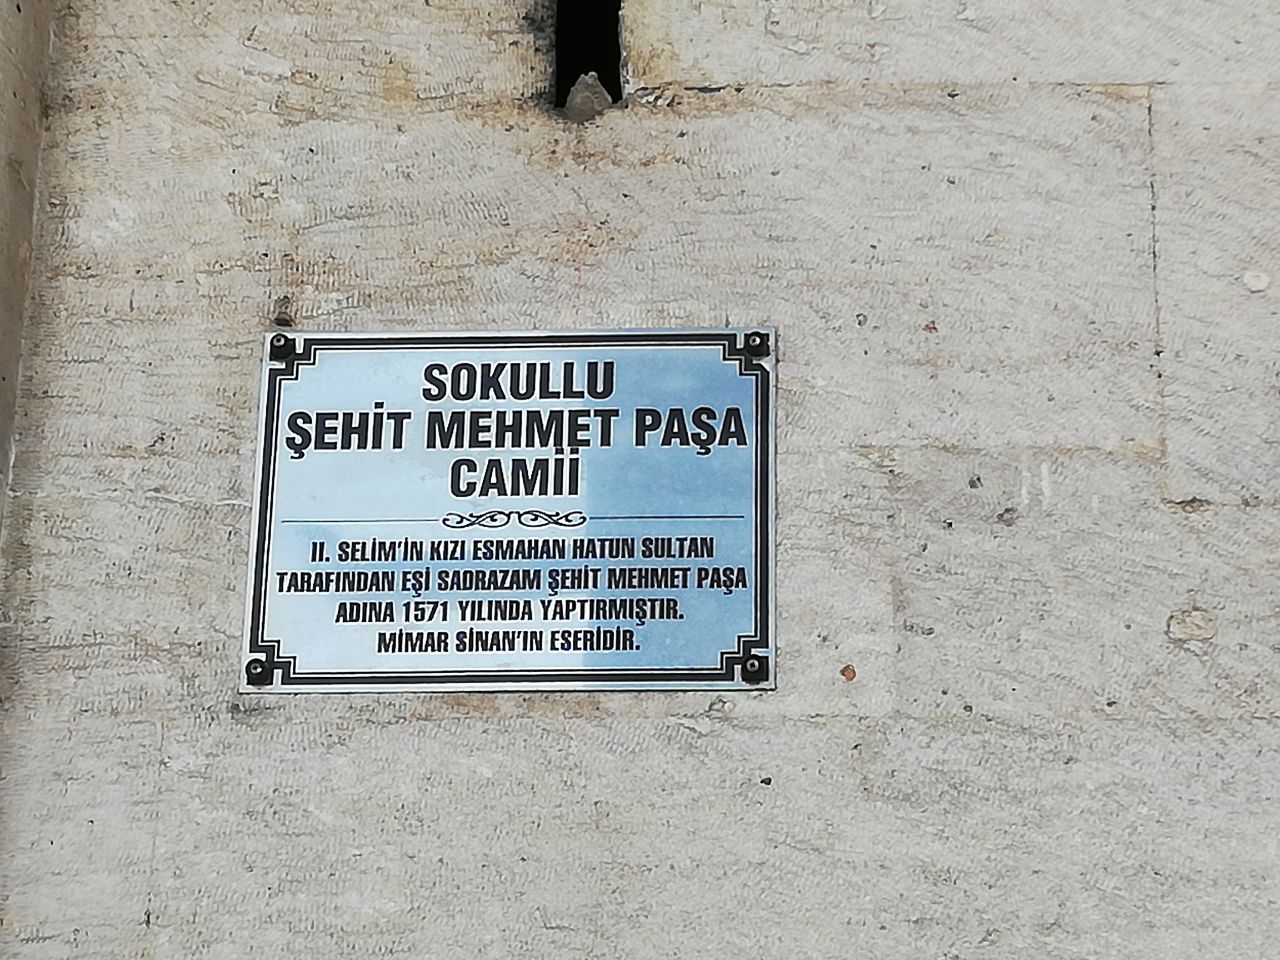 SOKULLU
ŞEHİT MEHMET PAŞA
CAMİİ
II. SELİM'İN KIZI ESMAHAN HATUN SULTAN
TARAFINDAN EŞİ SADRAZAM ŞEHİT MEHMET PAŞA
ADINA 1571 YILINDA YAPTIRMIŞTIR.
MİMAR SİNAN'IN ESERİDİR.